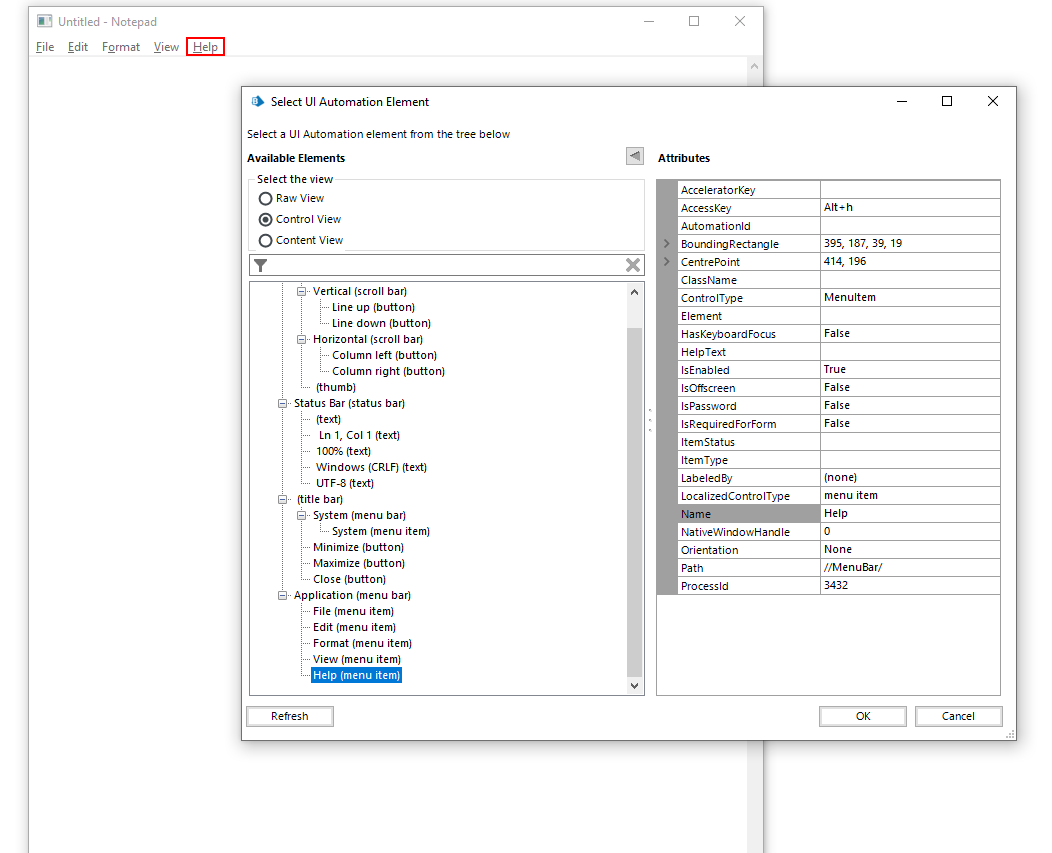 Untitled - Notepad
File Edit Format View Help
Select UI Automation Element
Select a UI Automation element from the tree below
Available Elements
Select the view
Raw View
Control View
Content View
Vertical (scroll bar)
Line up (button)
Line down (button)
Horizontal (scroll bar)
Column left (button)
Column right (button)
(thumb)
Status Bar (status bar)
(text)
Ln 1, Col 1 (text)
100% (text)
Windows (CRLF) (text)
UTF-8 (text)
(title bar)
System (menu bar)
System (menu item)
Minimize (button)
Maximize (button)
Close (button)
Application (menu bar)
File (menu item)
Edit (menu item)
Format (menu item)
View (menu item)
Help (menu item)
Refresh
Attributes
AcceleratorKey
AccessKey Alt+h
AutomationId
BoundingRectangle 395, 187, 39, 19
CentrePoint 414, 196
ClassName
ControlType MenuItem
Element
HasKeyboardFocus False
HelpText
IsEnabled True
IsOffscreen False
IsPassword False
IsRequiredForForm False
ItemStatus
ItemType
LabeledBy (none)
LocalizedControlType menu item
Name Help
NativeWindowHandle 0
Orientation None
Path //MenuBar/
ProcessId 3432
OK Cancel